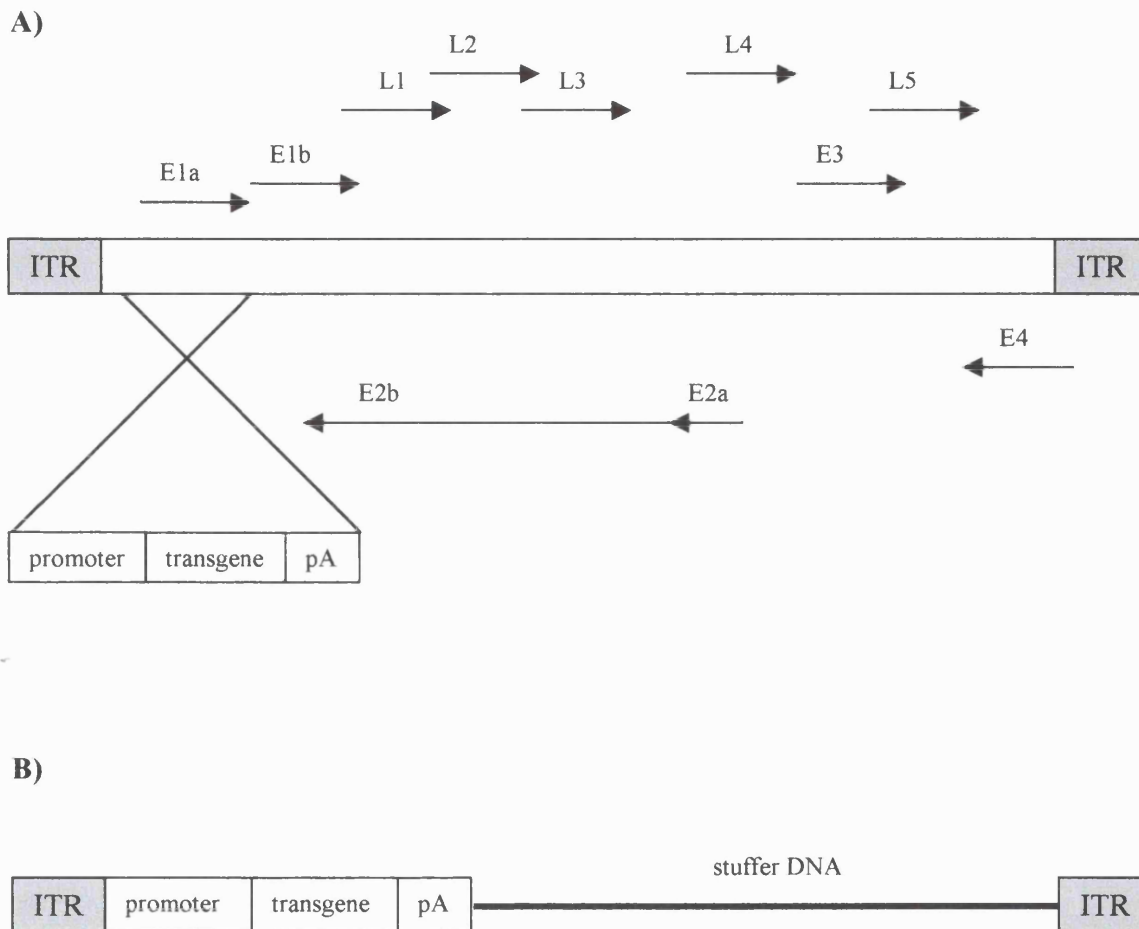 A)
L2 L4
L1 L3 L5
E1b E3
E1a
ITR ITR
E4
E2b E2a
promoter transgene pA
B)
stuffer DNA
ITR promoter transgene pA ITR